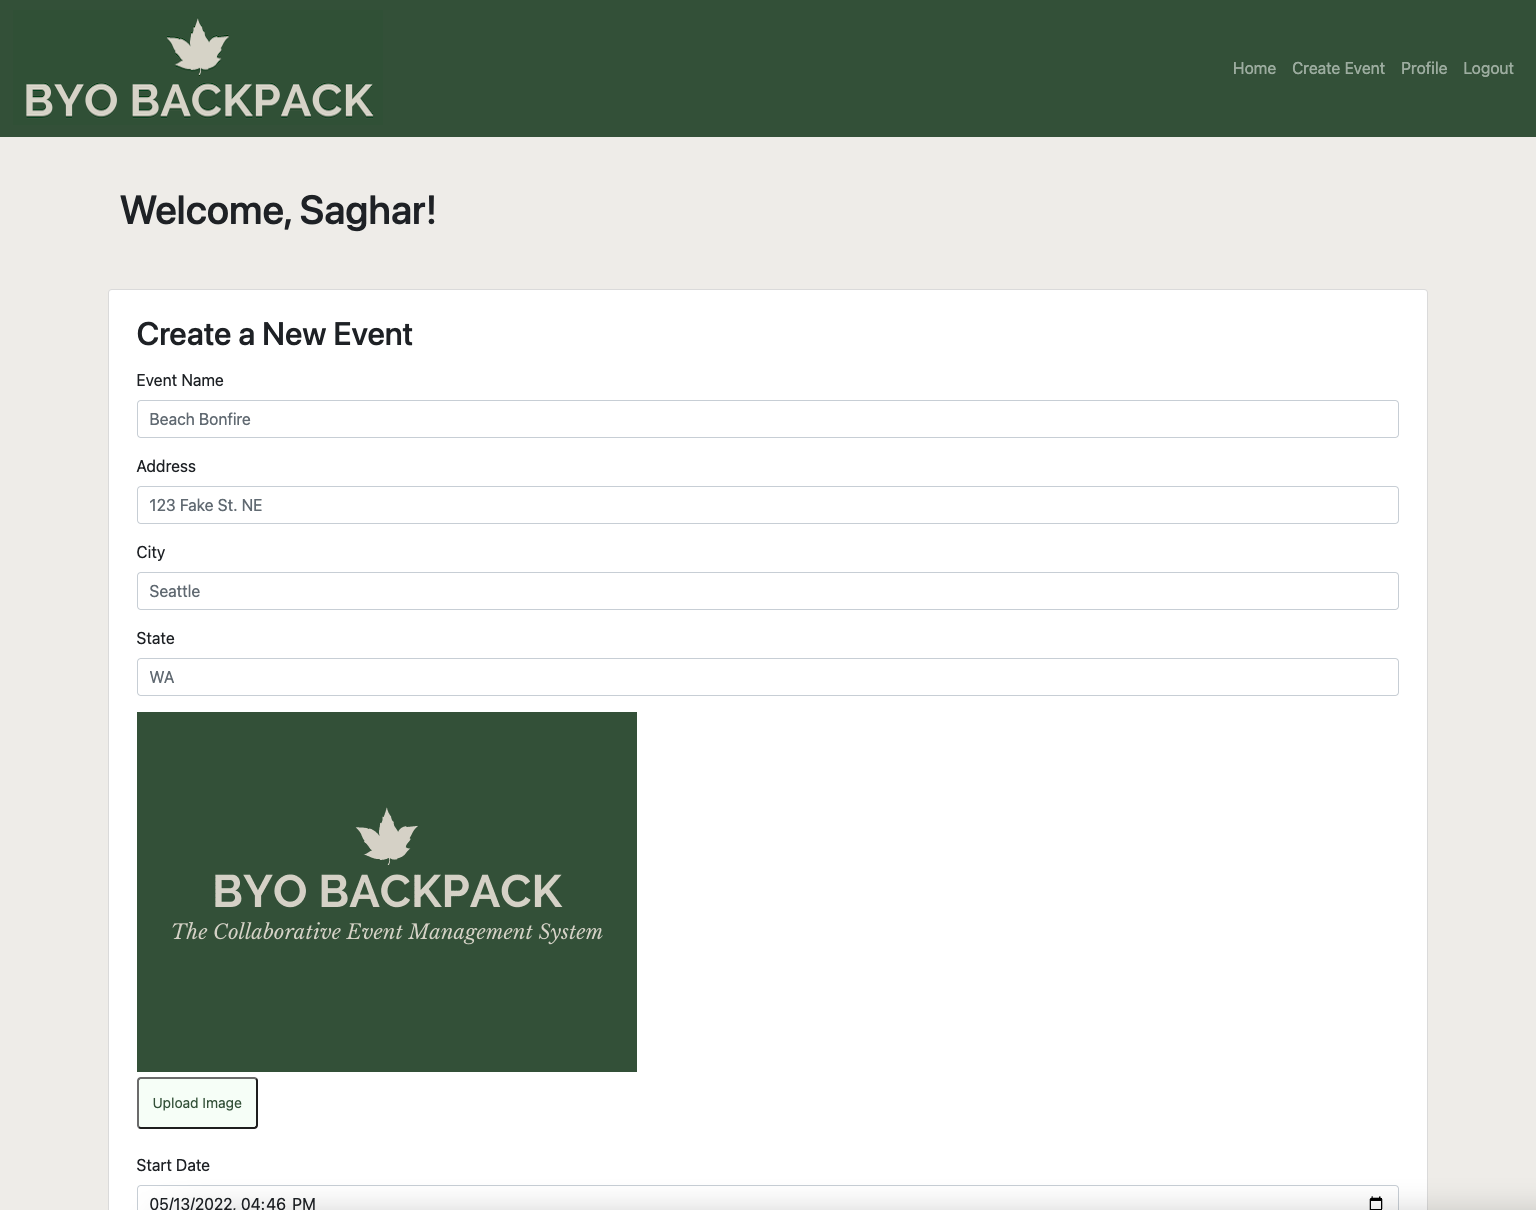 BYO BACKPACK
Home Create Event Profile Logout
Welcome, Saghar!
Create a New Event
Event Name
Beach Bonfire
Address
123 Fake St. NE
City
Seattle
State
WA
BYO BACKPACK
The Collaborative Event Management System
Upload Image
Start Date
05/13/2022, 04:46 PM